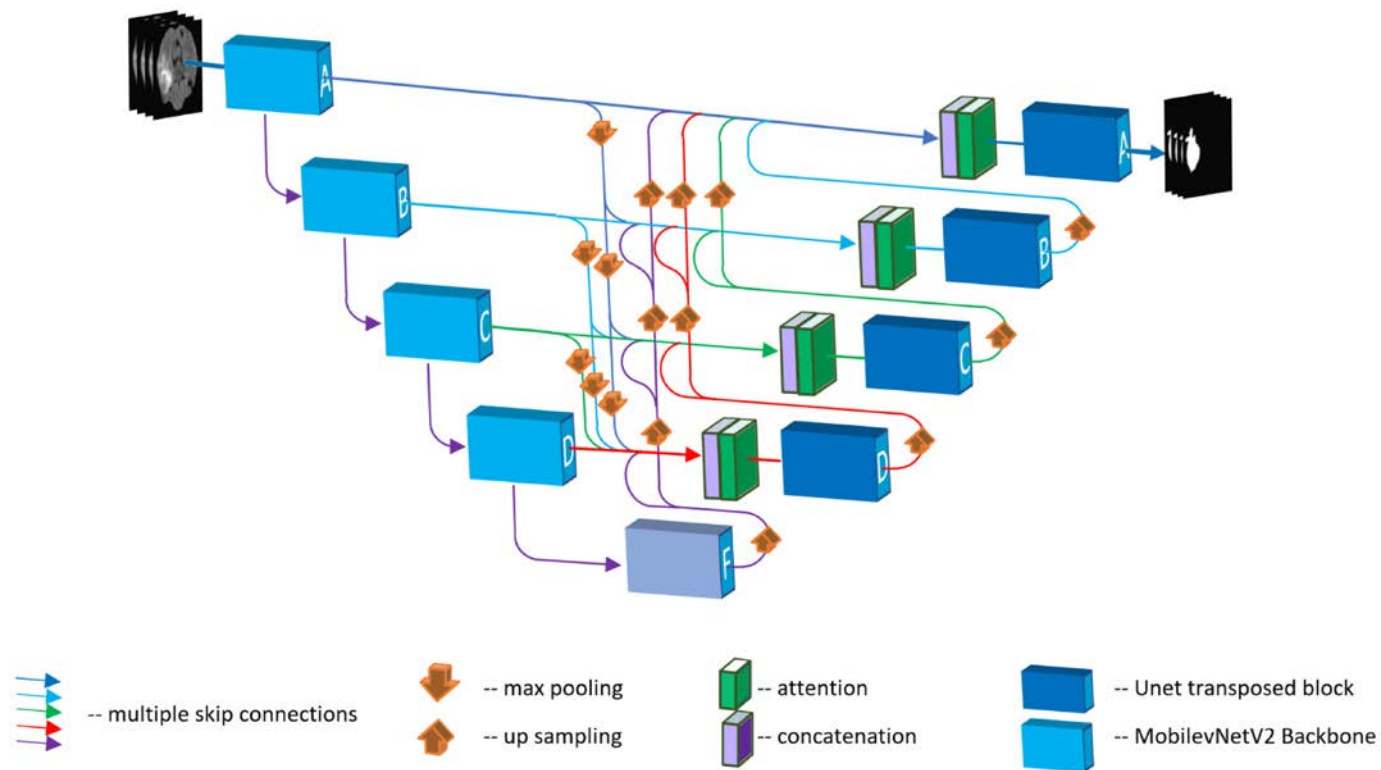 A
A
B
B
C
C
D
D
F
-- multiple skip connections
-- max pooling
-- up sampling
-- attention
-- concatenation
-- Unet transposed block
-- MobilevNetV2 Backbone